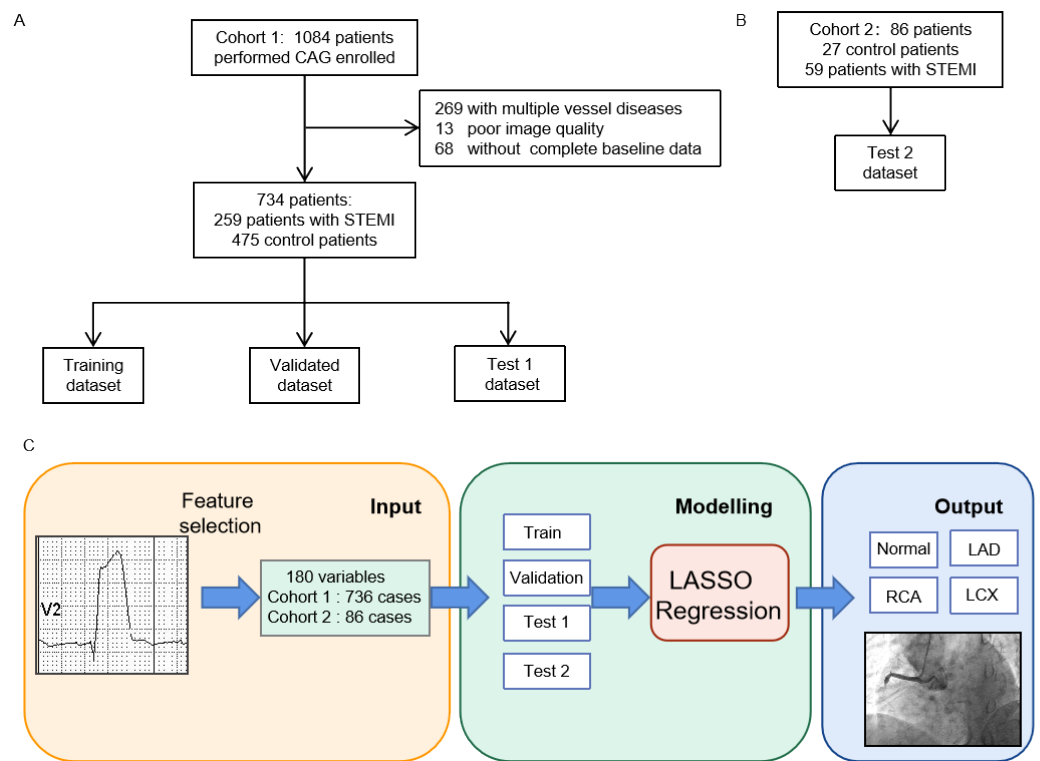 A
Cohort 1: 1084 patients
performed CAG enrolled
269 with multiple vessel diseases
13 poor image quality
68 without complete baseline data
734 patients:
259 patients with STEMI
475 control patients
Training
dataset
Validated
dataset
Test 1
dataset
B
Cohort 2: 86 patients
27 control patients
59 patients with STEMI
Test 2
dataset
C
Feature
selection
Input
V2
180 variables
Cohort 1 : 736 cases
Cohort 2 : 86 cases
Modelling
Train
Validation
Test 1
Test 2
LASSO
Regression
Output
Normal
LAD
RCA
LCX